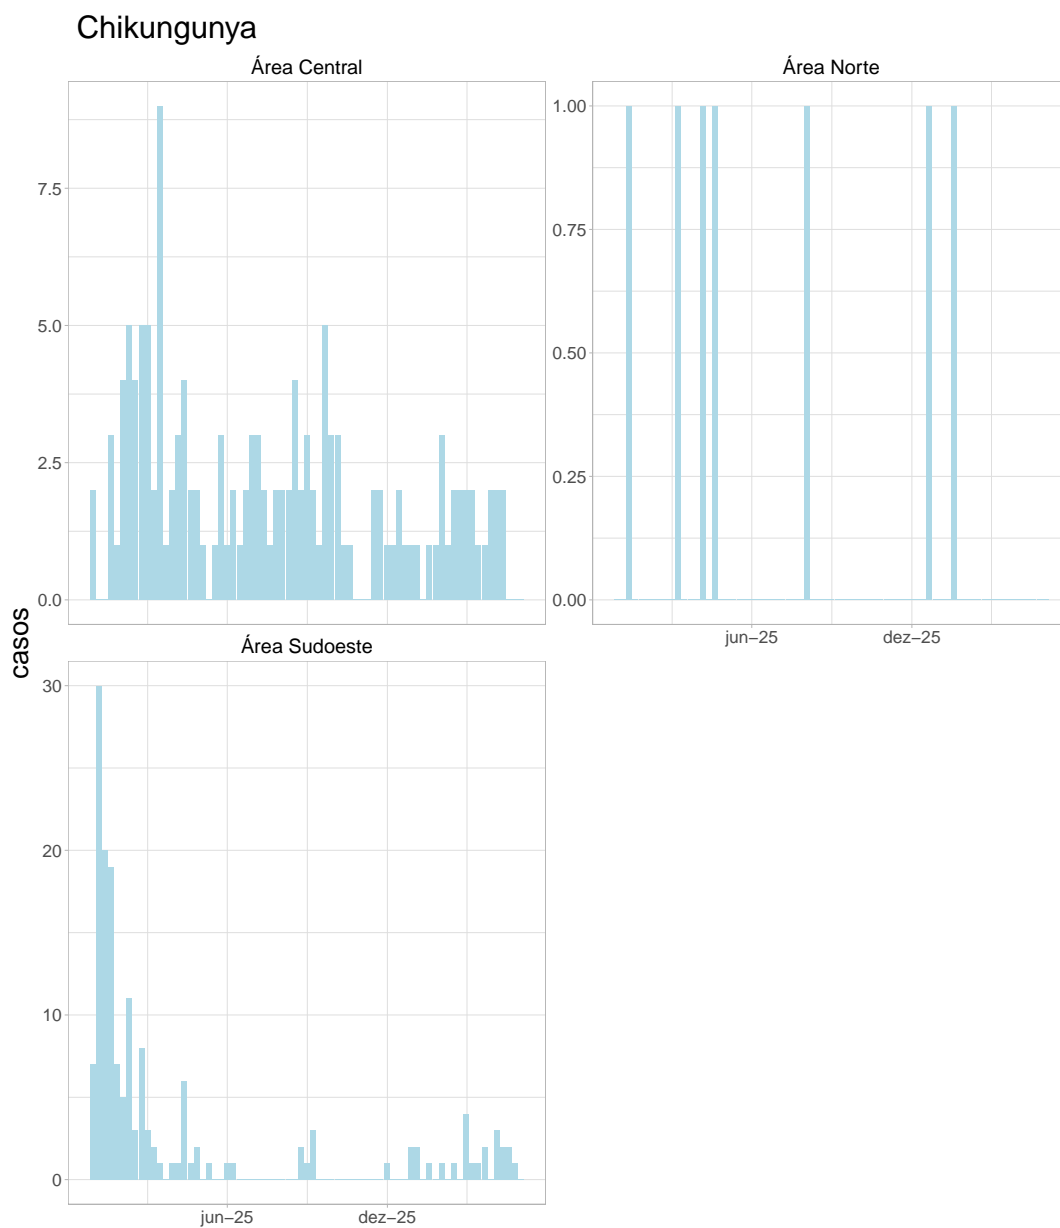 Chikungunya
Área Central
Área Norte
7.5
5.0
2.5
0.0
1.00
0.75
0.50
0.25
0.00
jun−25
dez−25
casos
Área Sudoeste
30
20
10
0
jun−25
dez−25